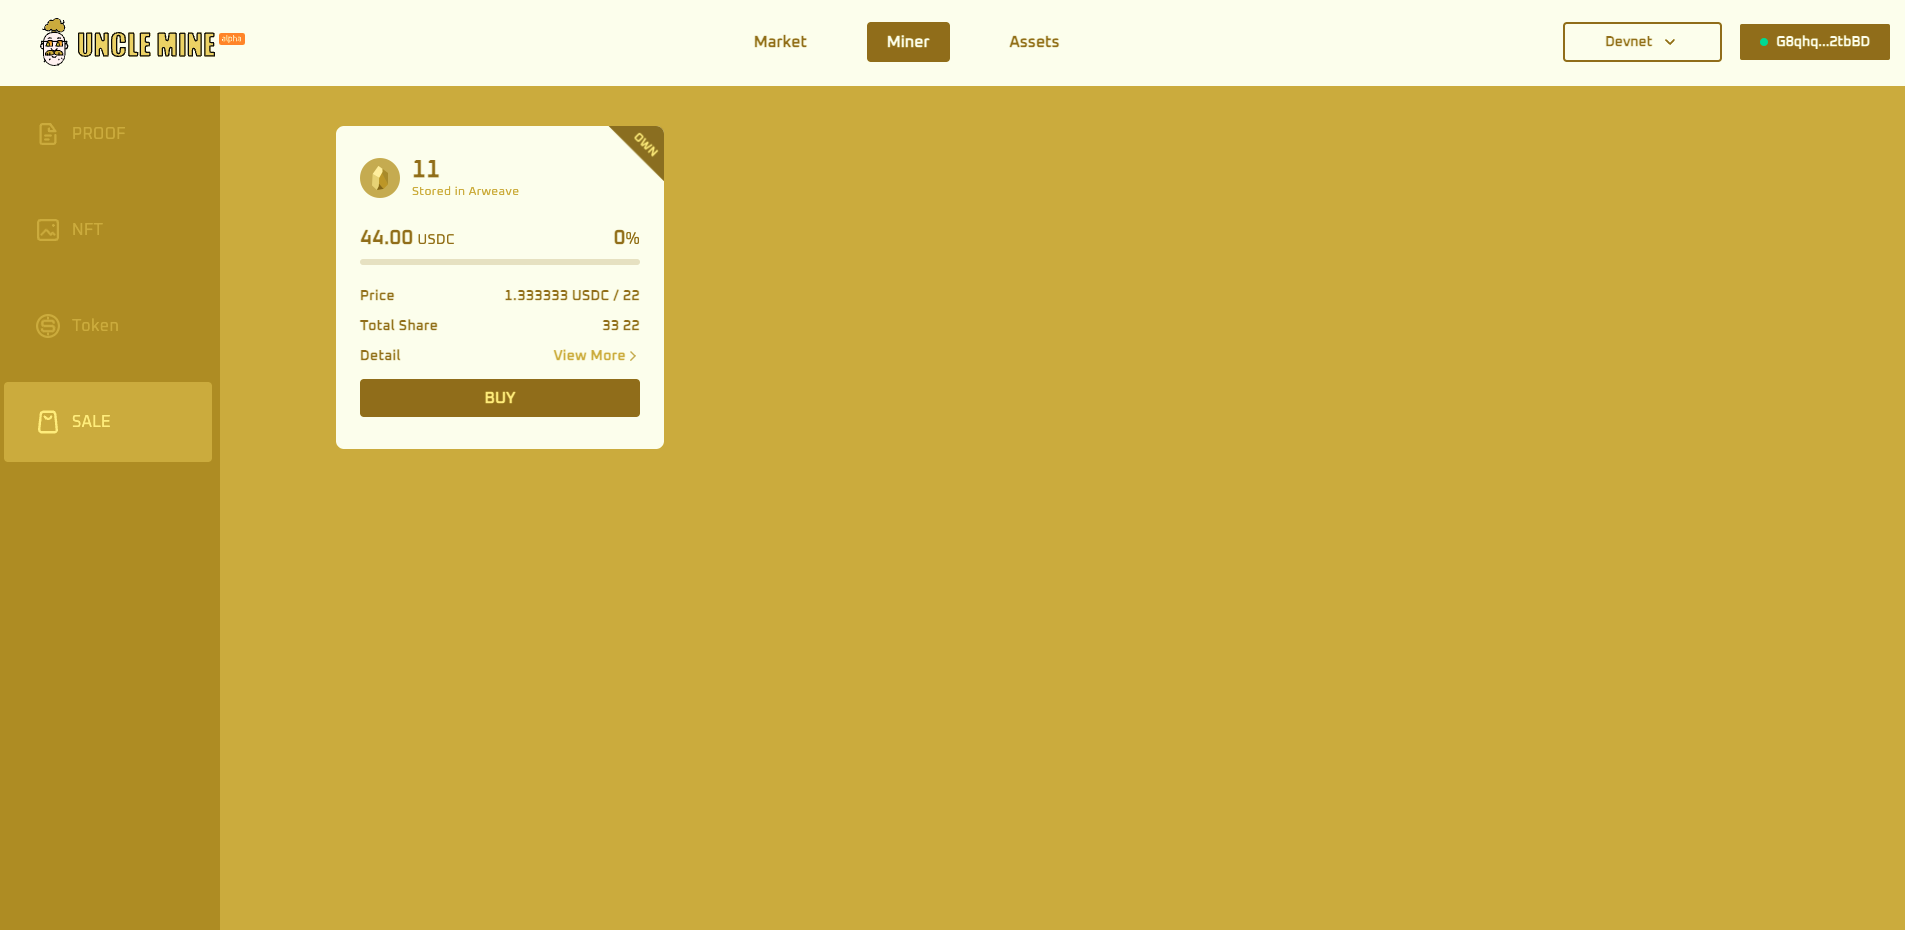 UNCLE MINE alpha
Market
Miner
Assets
Devnet
G8qhq...2tbBD
PROOF
NFT
Token
SALE
OWN
11
Stored in Arweave
44.00 USDC 0%
Price 1.333333 USDC / 22
Total Share 33 22
Detail View More >
BUY